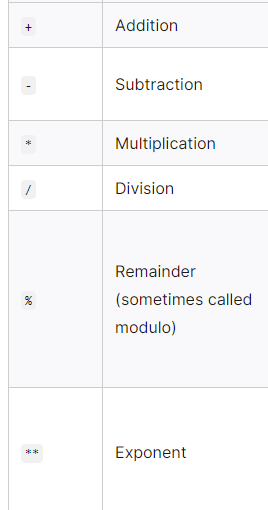 + Addition
- Subtraction
* Multiplication
/ Division
% Remainder
(sometimes called
modulo)
** Exponent